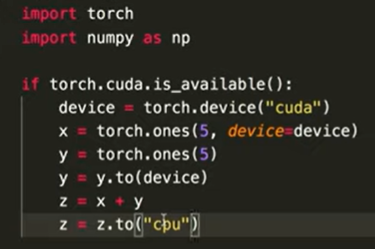 import torch
import numpy as np
if torch.cuda.is_available():
device = torch.device("cuda")
x = torch.ones(5, device=device)
y = torch.ones(5)
y = y.to(device)
z = x + y
z = z.to("cpu")